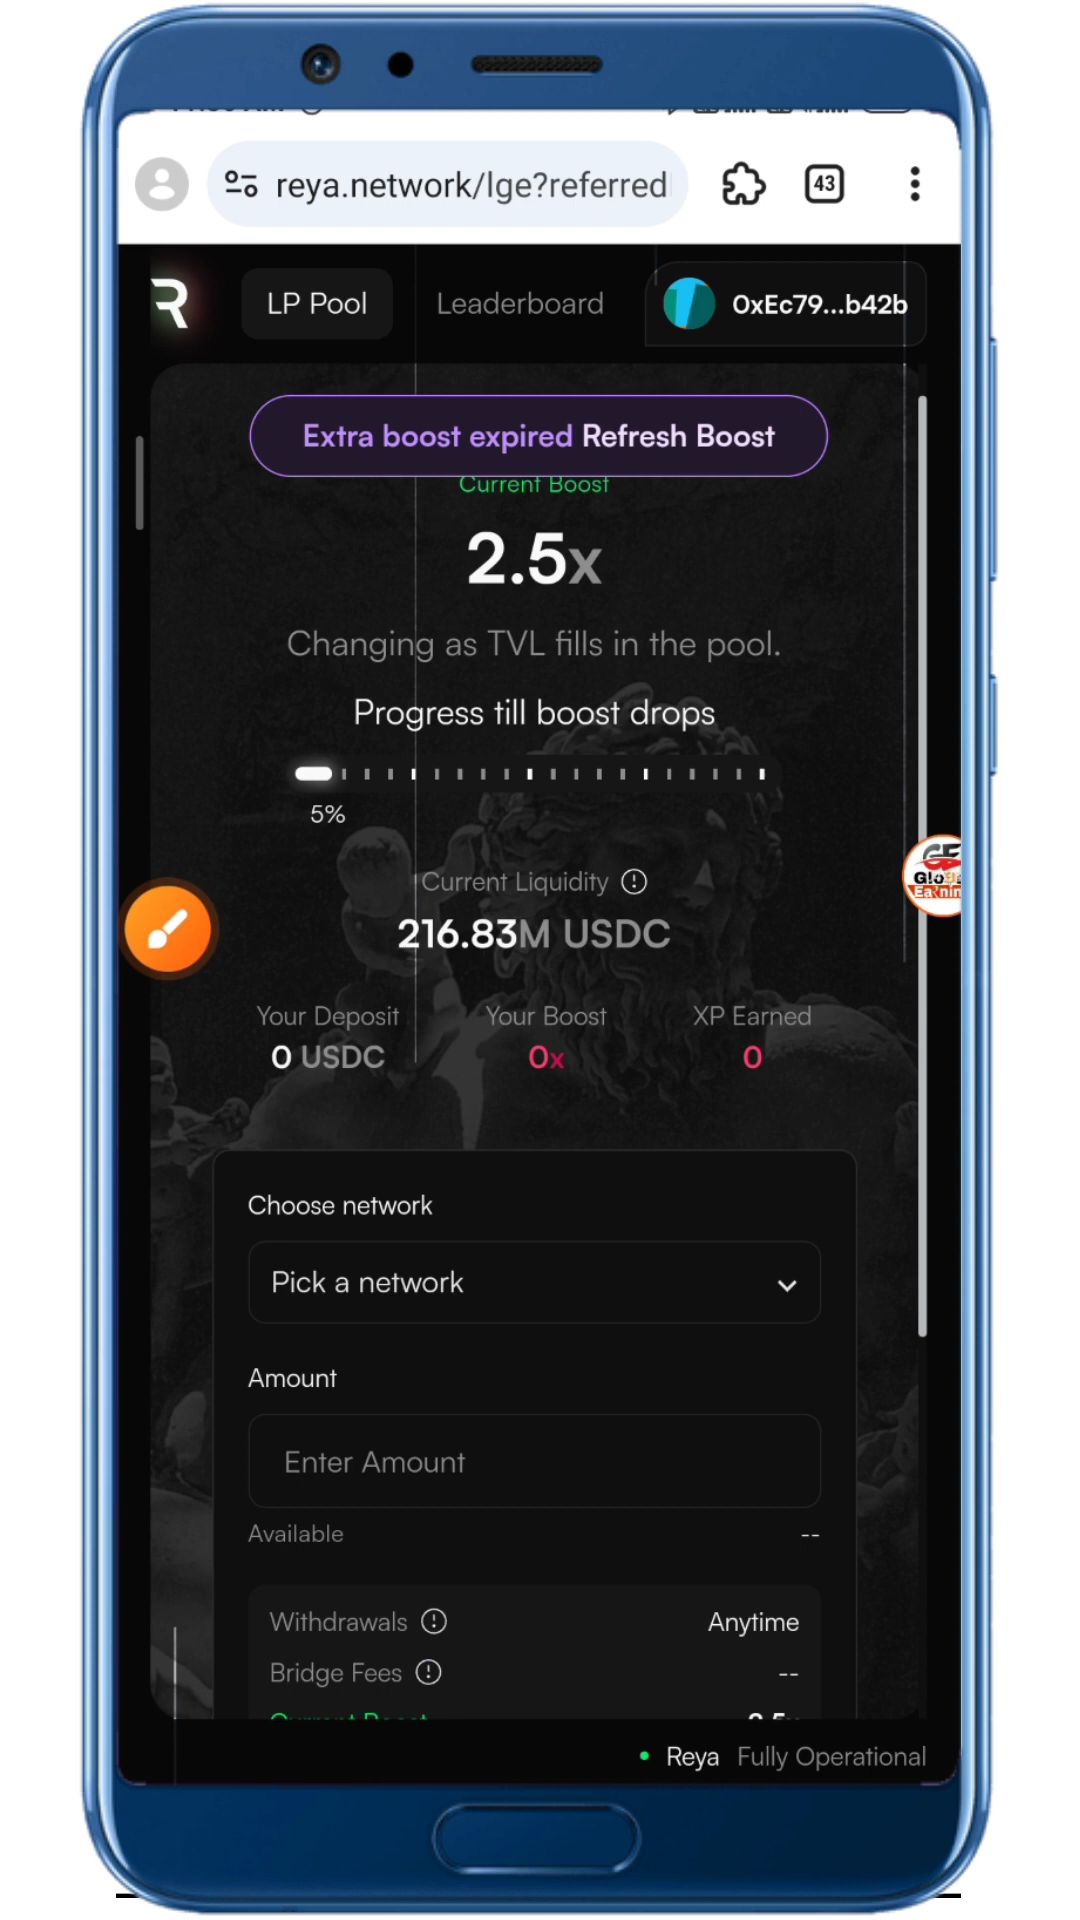 reya.network/lge?referred
43
LP Pool
Leaderboard
0xEc79...b42b
Extra boost expired Refresh Boost
Current Boost
2.5x
Changing as TVL fills in the pool.
Progress till boost drops
5%
Current Liquidity
216.83M USDC
Your Deposit Your Boost XP Earned
0 USDC 0x 0
Choose network
Pick a network
Amount
Enter Amount
Available --
Withdrawals Anytime
Bridge Fees --
Current Boost 2.5x
Reya Fully Operational